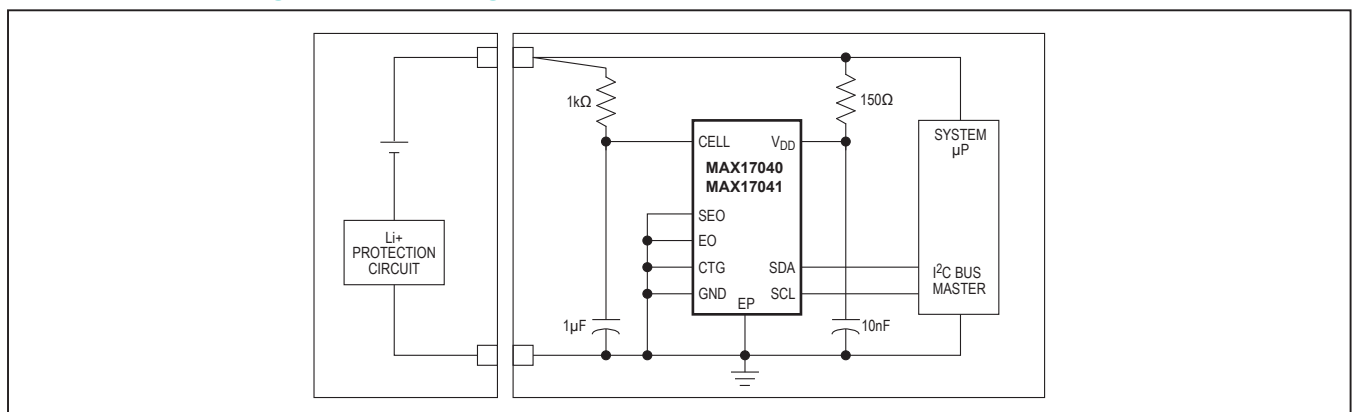 1kΩ
150Ω
CELL
VDD
SYSTEM
µP
MAX17040
MAX17041
SEO
EO
CTG
GND
EP
SDA
SCL
I2C BUS
MASTER
Li+
PROTECTION
CIRCUIT
1µF
10nF